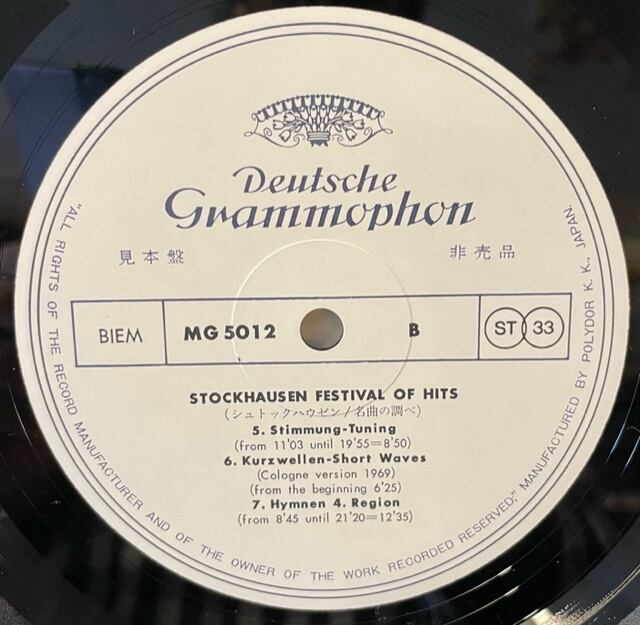 Deutsche
Grammophon
見本盤 非売品
BIEM MG 5012 B ST 33
STOCKHAUSEN FESTIVAL OF HITS
(シュトックハウゼン/名曲の調べ)
5. Stimmung-Tuning
(from 11'03 until 19'55=8'50)
6. Kurzwellen-Short Waves
(Cologne version 1969)
(from the beginning 6'25)
7. Hymnen 4. Region
(from 8'45 until 21'20=12'35)
"ALL RIGHTS OF THE RECORD MANUFACTURER AND OF THE OWNER OF THE WORK RECORDED RESERVED," MANUFACTURED BY POLYDOR K. K., JAPAN.